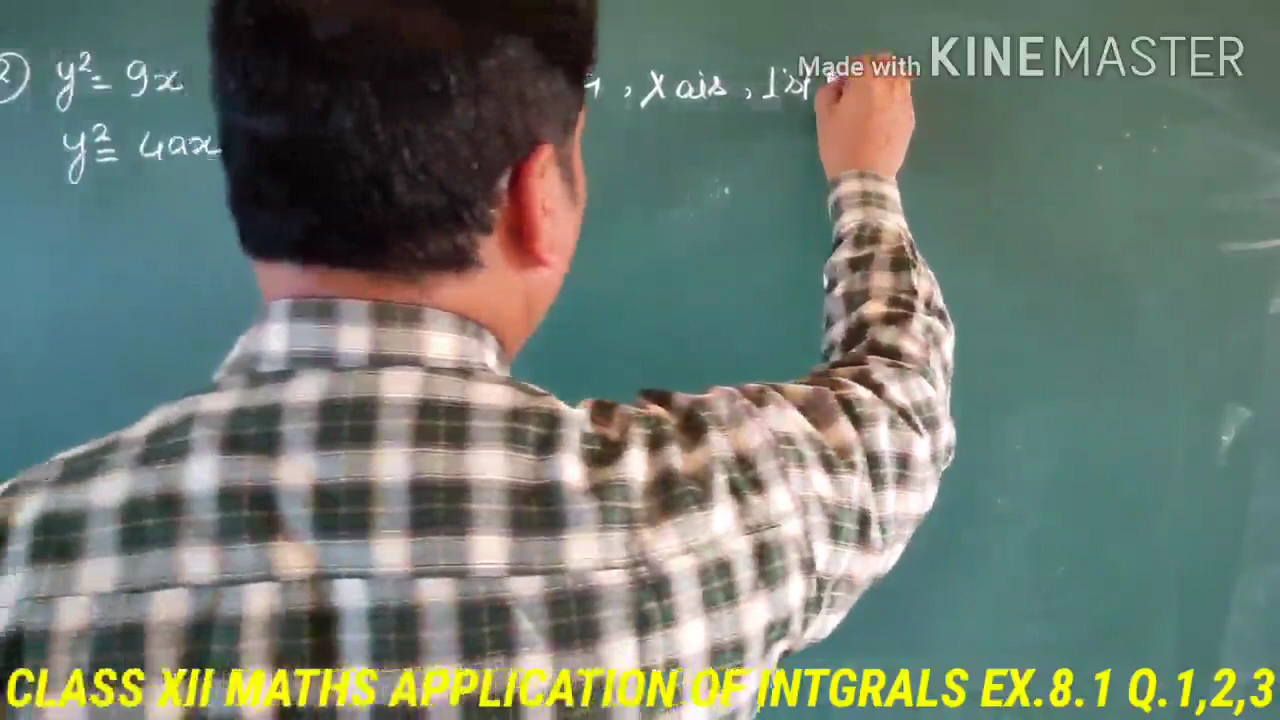 2) y² = 9x , X ais, 1st
y² = 4ax
Made with KINEMASTER
CLASS XII MATHS APPLICATION OF INTGRALS EX.8.1 Q.1,2,3